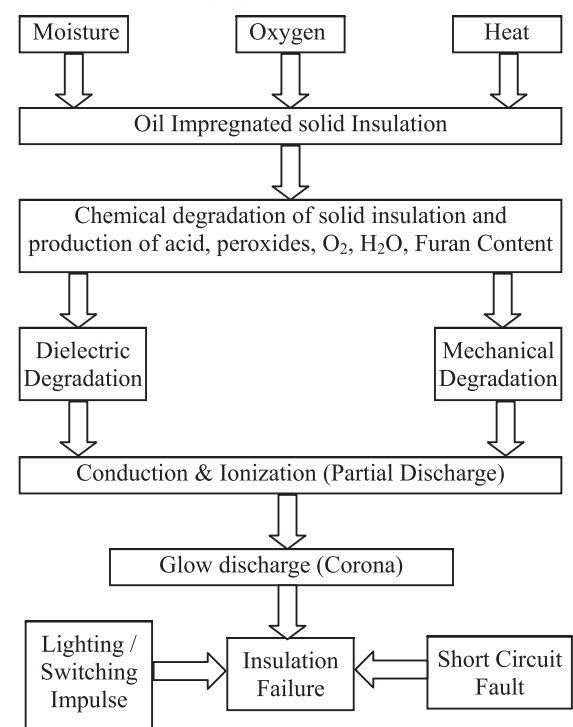 Moisture
Oxygen
Heat
Oil Impregnated solid Insulation
Chemical degradation of solid insulation and
production of acid, peroxides, O₂, H₂O, Furan Content
Dielectric
Degradation
Mechanical
Degradation
Conduction & Ionization (Partial Discharge)
Glow discharge (Corona)
Lighting /
Switching
Impulse
Insulation
Failure
Short Circuit
Fault